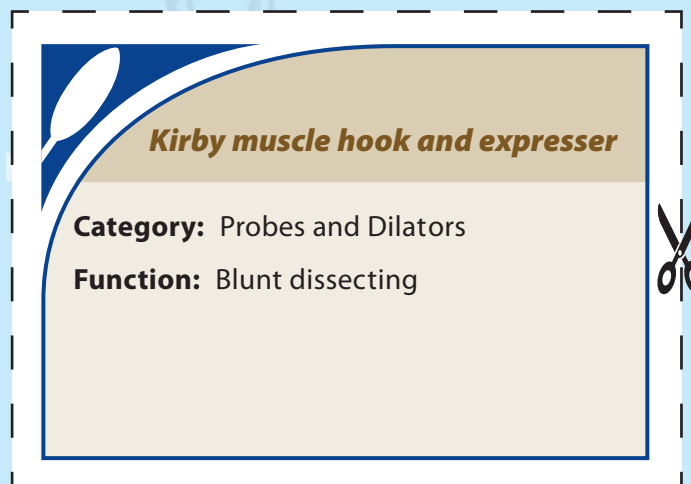 Kirby muscle hook and expresser
Category: Probes and Dilators
Function: Blunt dissecting